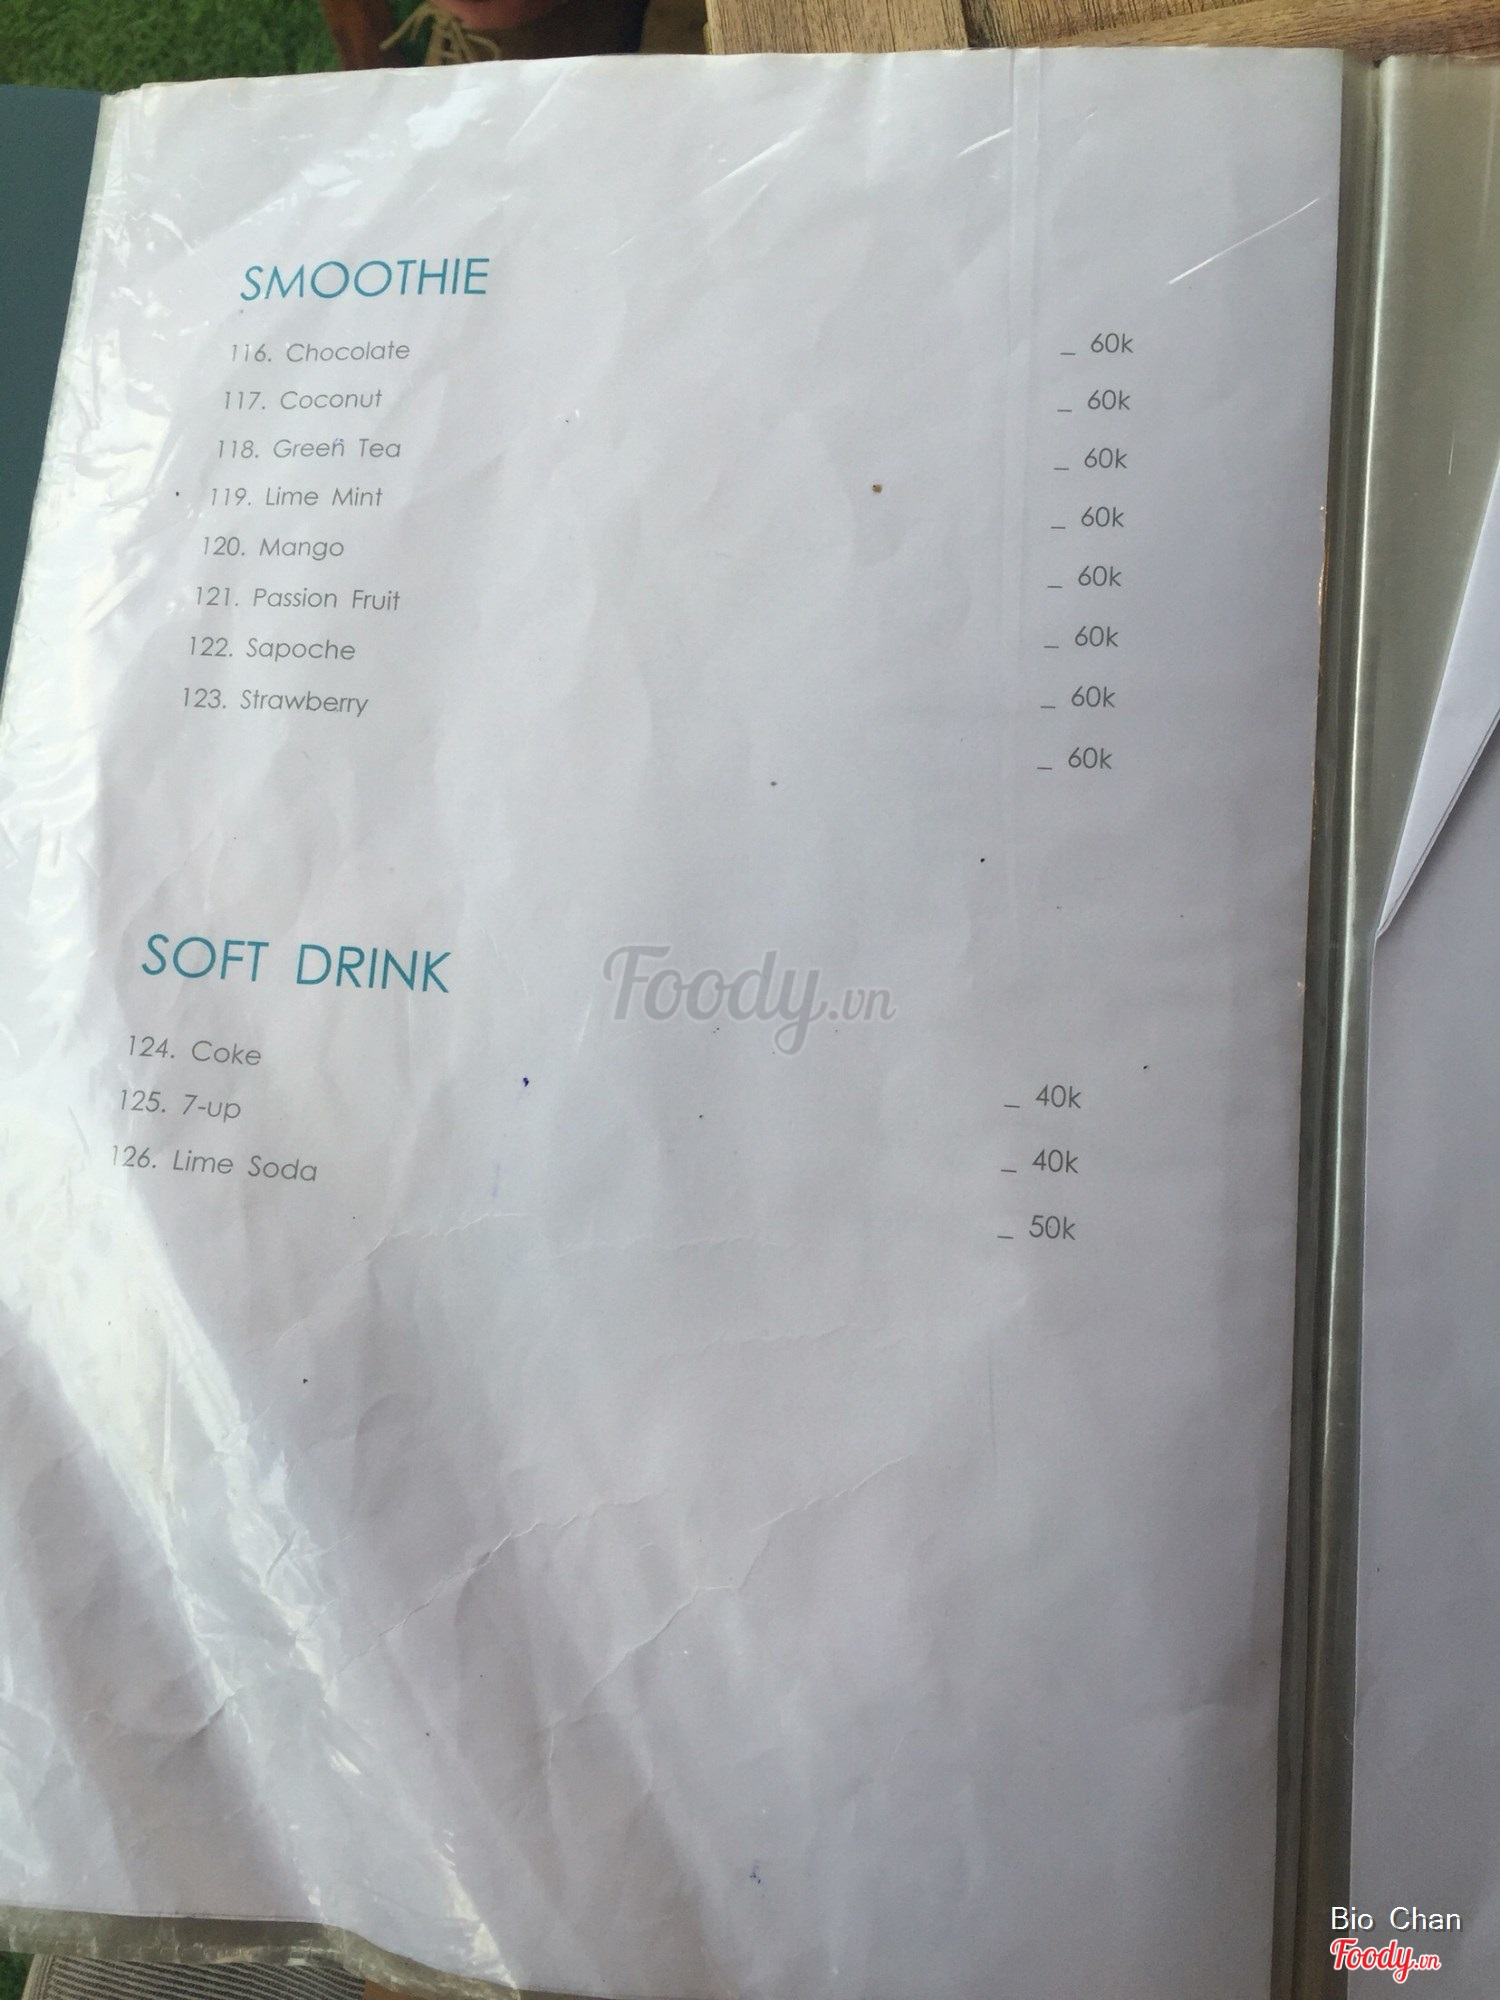 SMOOTHIE
116. Chocolate _ 60k
117. Coconut _ 60k
118. Green Tea _ 60k
119. Lime Mint _ 60k
120. Mango _ 60k
121. Passion Fruit _ 60k
122. Sapoche _ 60k
123. Strawberry _ 60k
SOFT DRINK
Foody.vn
124. Coke _ 40k
125. 7-up _ 40k
126. Lime Soda _ 50k
Bio Chan
Foody.vn